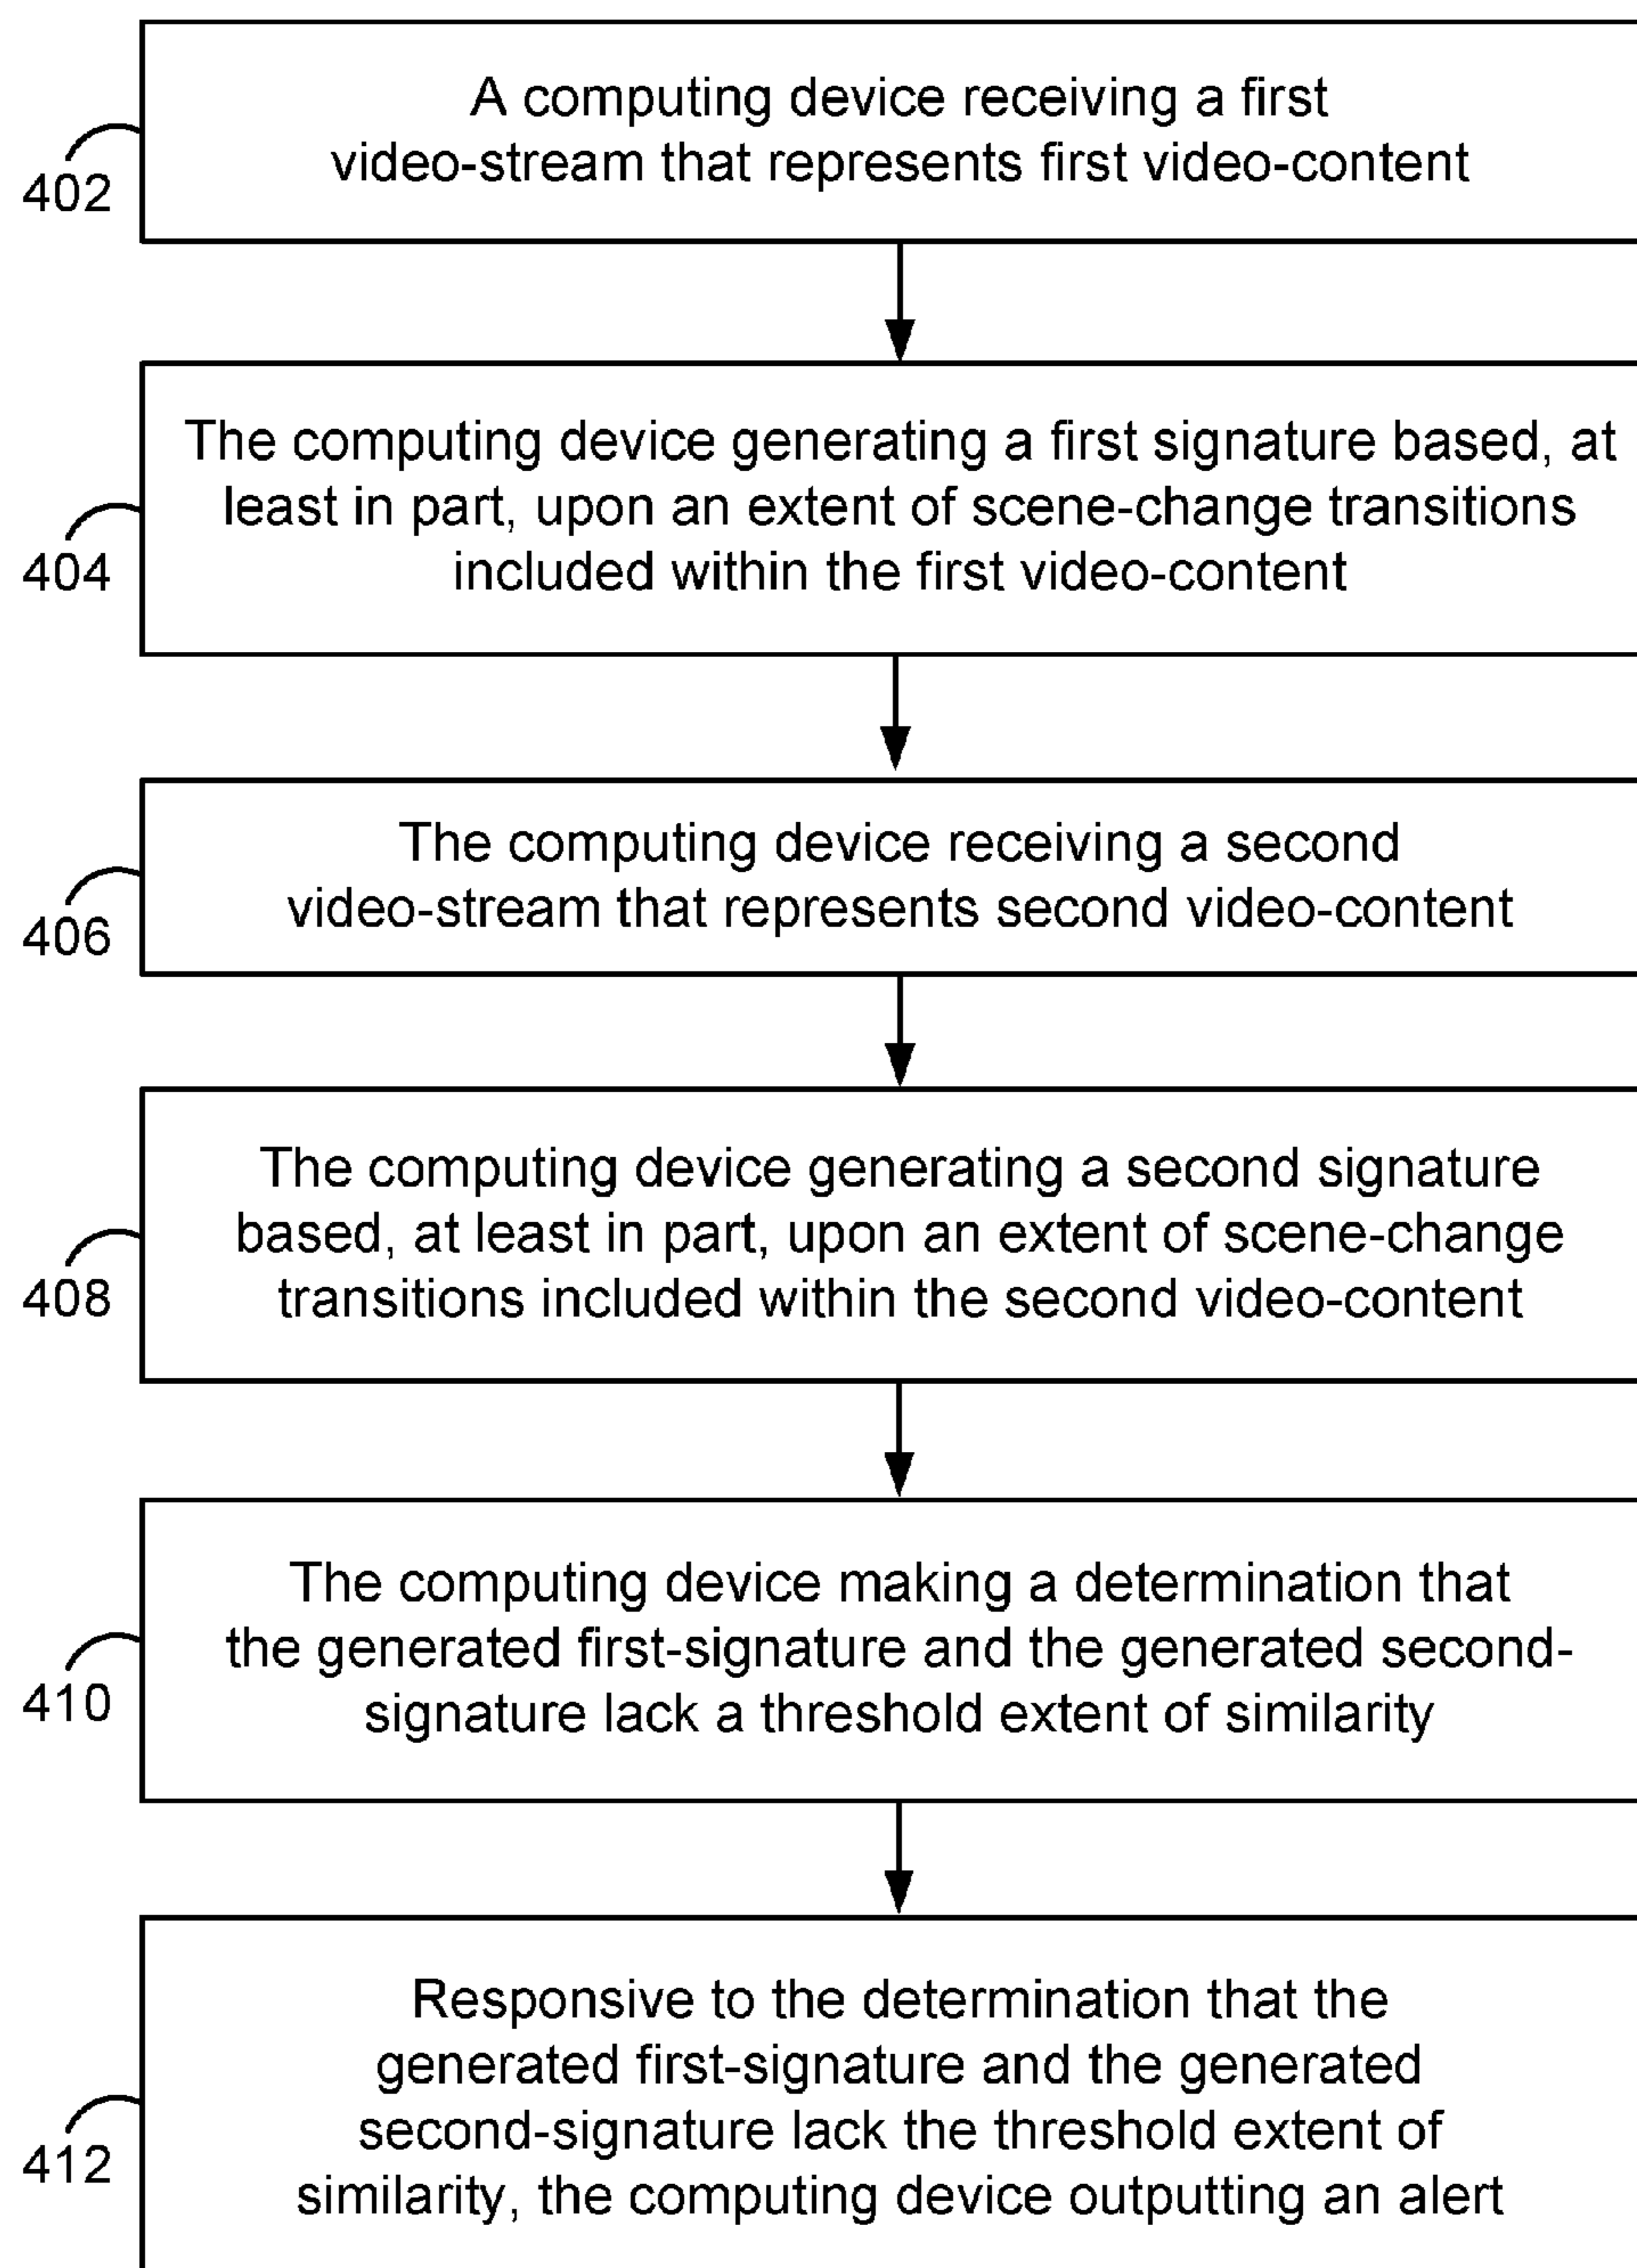 A computing device receiving a first
video-stream that represents first video-content
402
The computing device generating a first signature based, at
least in part, upon an extent of scene-change transitions
included within the first video-content
404
The computing device receiving a second
video-stream that represents second video-content
406
The computing device generating a second signature
based, at least in part, upon an extent of scene-change
transitions included within the second video-content
408
The computing device making a determination that
the generated first-signature and the generated second-
signature lack a threshold extent of similarity
410
Responsive to the determination that the
generated first-signature and the generated
second-signature lack the threshold extent of
similarity, the computing device outputting an alert
412